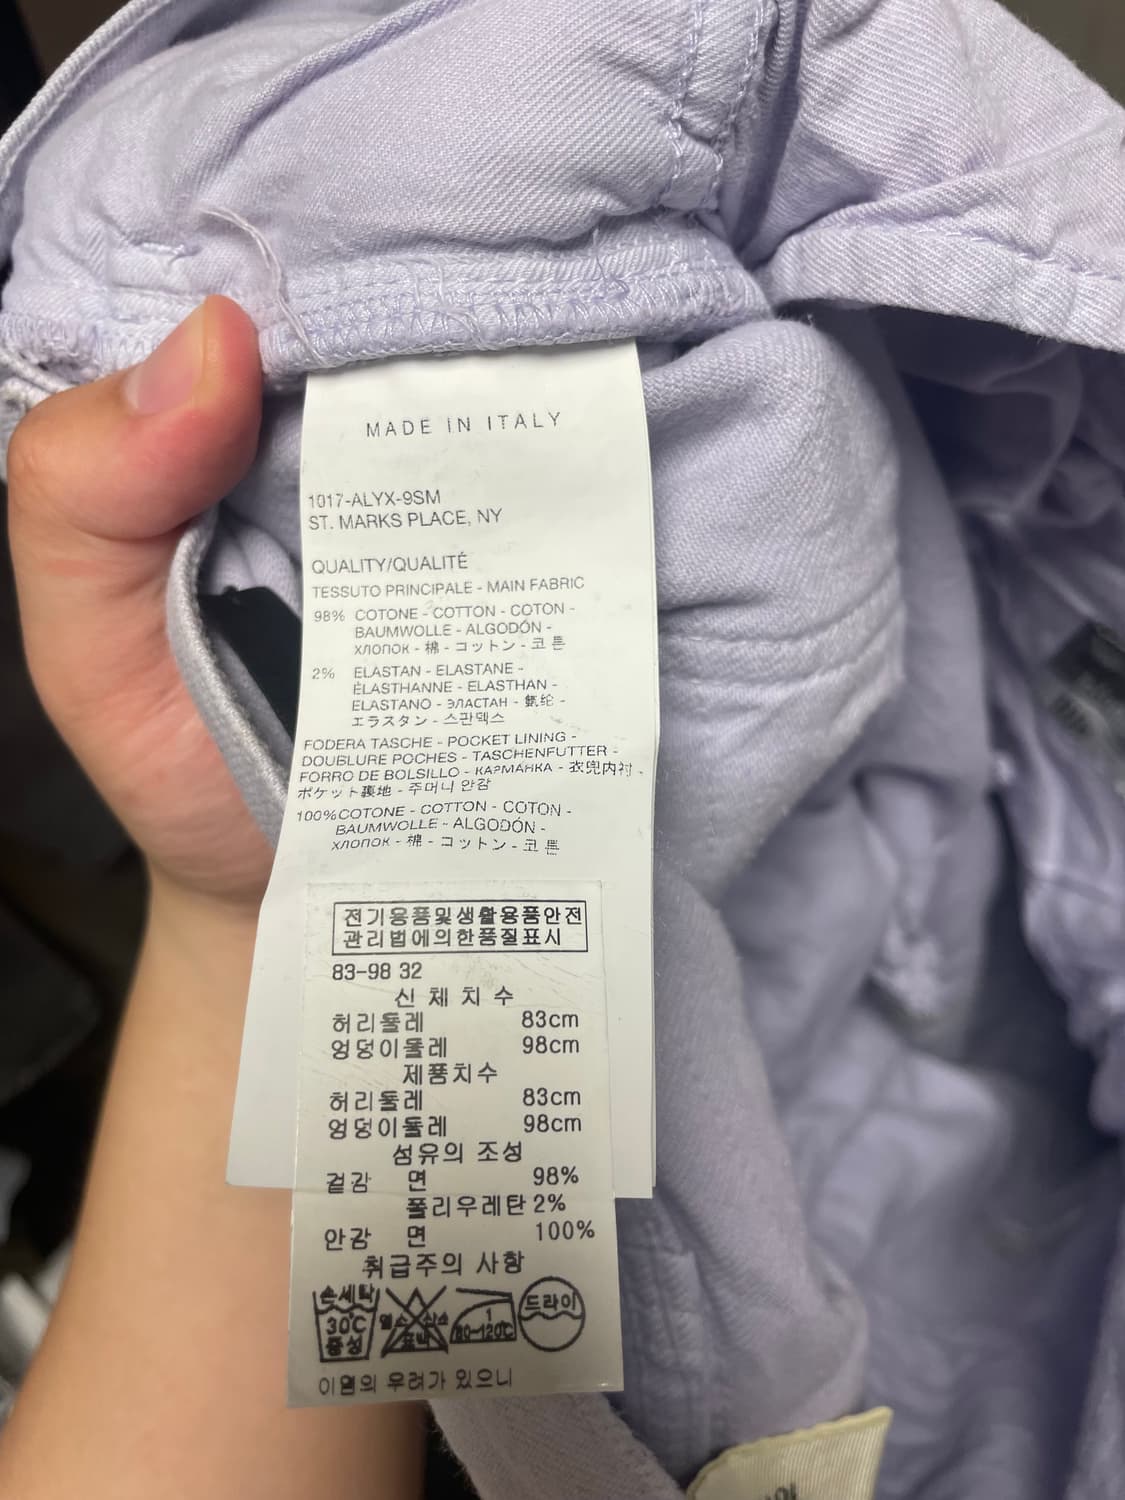 MADE IN ITALY
1017-ALYX-9SM
ST. MARKS PLACE, NY
QUALITY/QUALITÉ
TESSUTO PRINCIPALE - MAIN FABRIC
98% COTONE - COTTON - COTON -
BAUMWOLLE - ALGODÓN -
ХЛОПОК - 棉 - コットン - 코 튼
2% ELASTAN - ELASTANE -
ÉLASTHANNE - ELASTHAN -
ELASTANO - ЭЛАСТАН - 氨纶 -
エラスタン - 스판덱스
FODERA TASCHE - POCKET LINING -
DOUBLURE POCHES - TASCHENFUTTER -
FORRO DE BOLSILLO - КАРМАНКА - 衣兜内衬 -
ポケット裏地 - 주머니 안감
100% COTONE - COTTON - COTON -
BAUMWOLLE - ALGODÓN -
ХЛОПОК - 棉 - コットン - 코 튼
전기용품및생활용품안전
관리법에의한품질표시
83-98 32
신 체 치 수
허리둘레 83cm
엉덩이둘레 98cm
제품치수
허리둘레 83cm
엉덩이둘레 98cm
섬유의 조성
겉감 면 98%
폴리우레탄 2%
안감 면 100%
취급주의 사항
손세탁
30℃
중성
염소 산소
표백
1
80-120℃
드라이
이염의 우려가 있으니